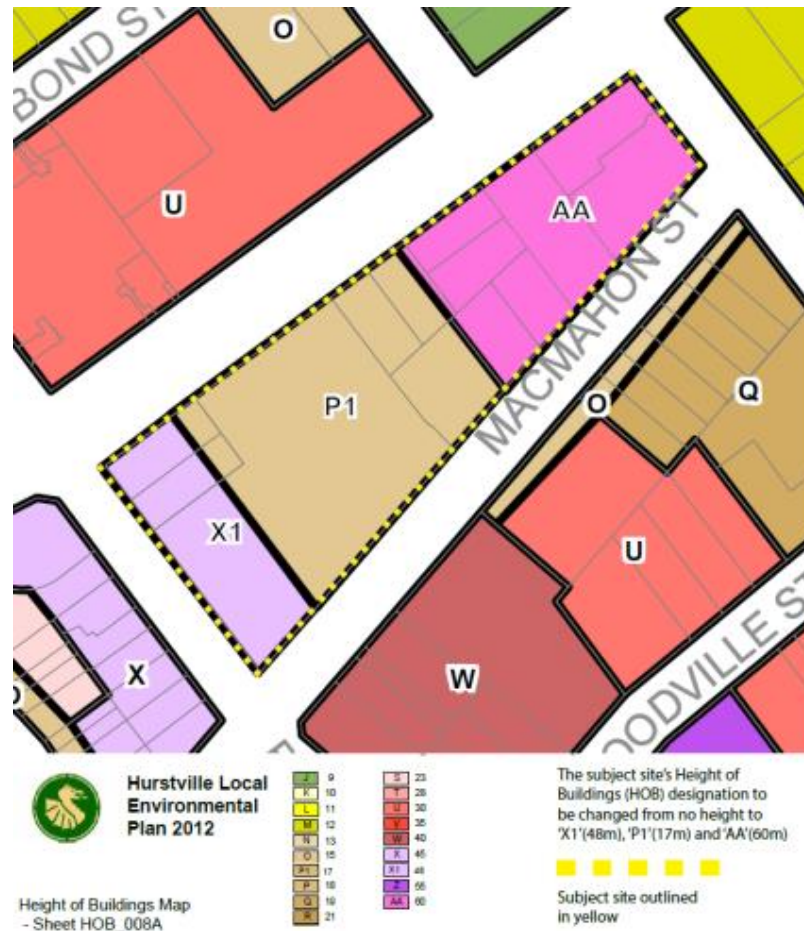 BOND ST
O
U
AA
MACMAHON ST
P1
Q
O
X1
U
X
W
OODVILLE ST
Hurstville Local
Environmental
Plan 2012
Height of Buildings Map
- Sheet HOB_008A
J 9
K 10
L 11
M 12
N 13
O 15
P1 17
P 18
Q 19
R 21
S 23
T 28
U 30
V 35
W 40
X 45
X1 48
Z 55
AA 60
The subject site's Height of
Buildings (HOB) designation to
be changed from no height to
'X1'(48m), 'P1'(17m) and 'AA'(60m)
Subject site outlined
in yellow